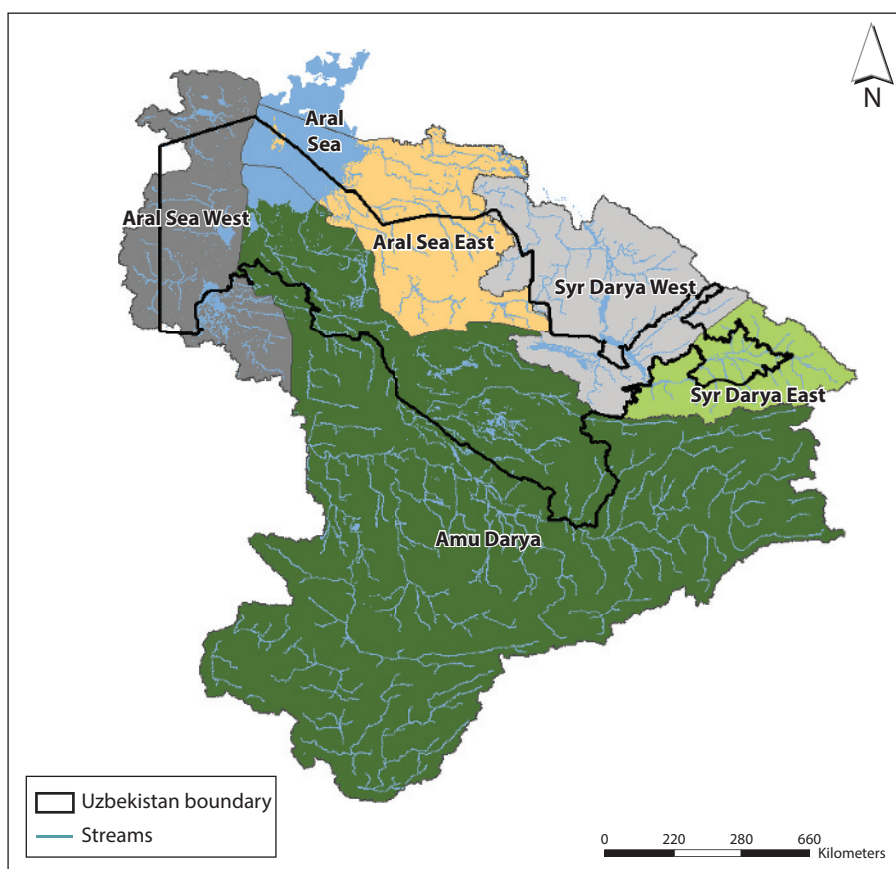 N
Aral
Sea
Aral Sea West
Aral Sea East
Syr Darya West
Syr Darya East
Amu Darya
Uzbekistan boundary
Streams
0 220 280 660
Kilometers